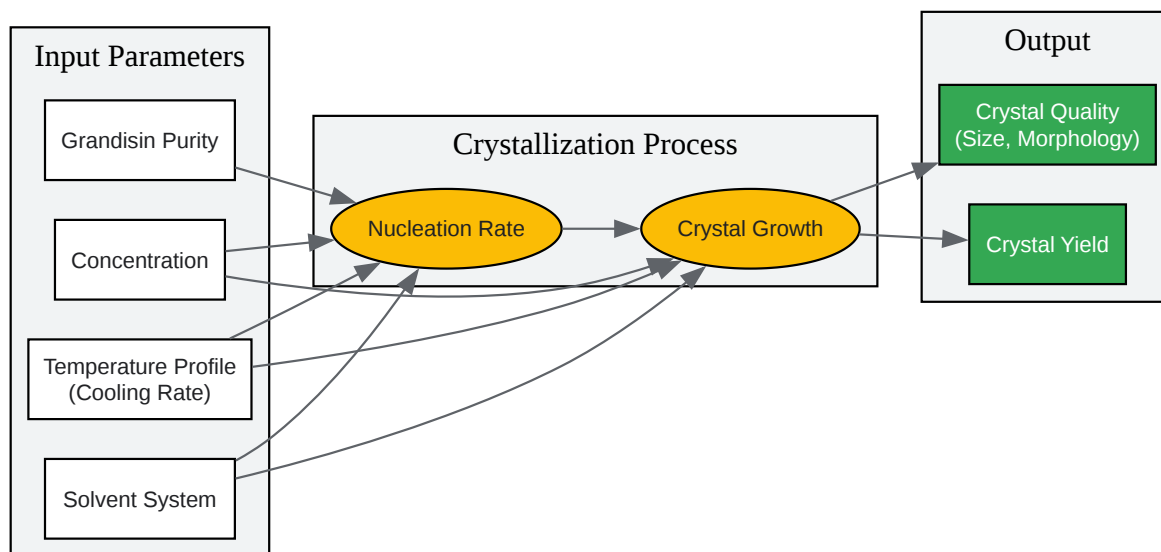 Input Parameters
Grandisin Purity
Concentration
Temperature Profile
(Cooling Rate)
Solvent System
Crystallization Process
Nucleation Rate
Crystal Growth
Output
Crystal Quality
(Size, Morphology)
Crystal Yield